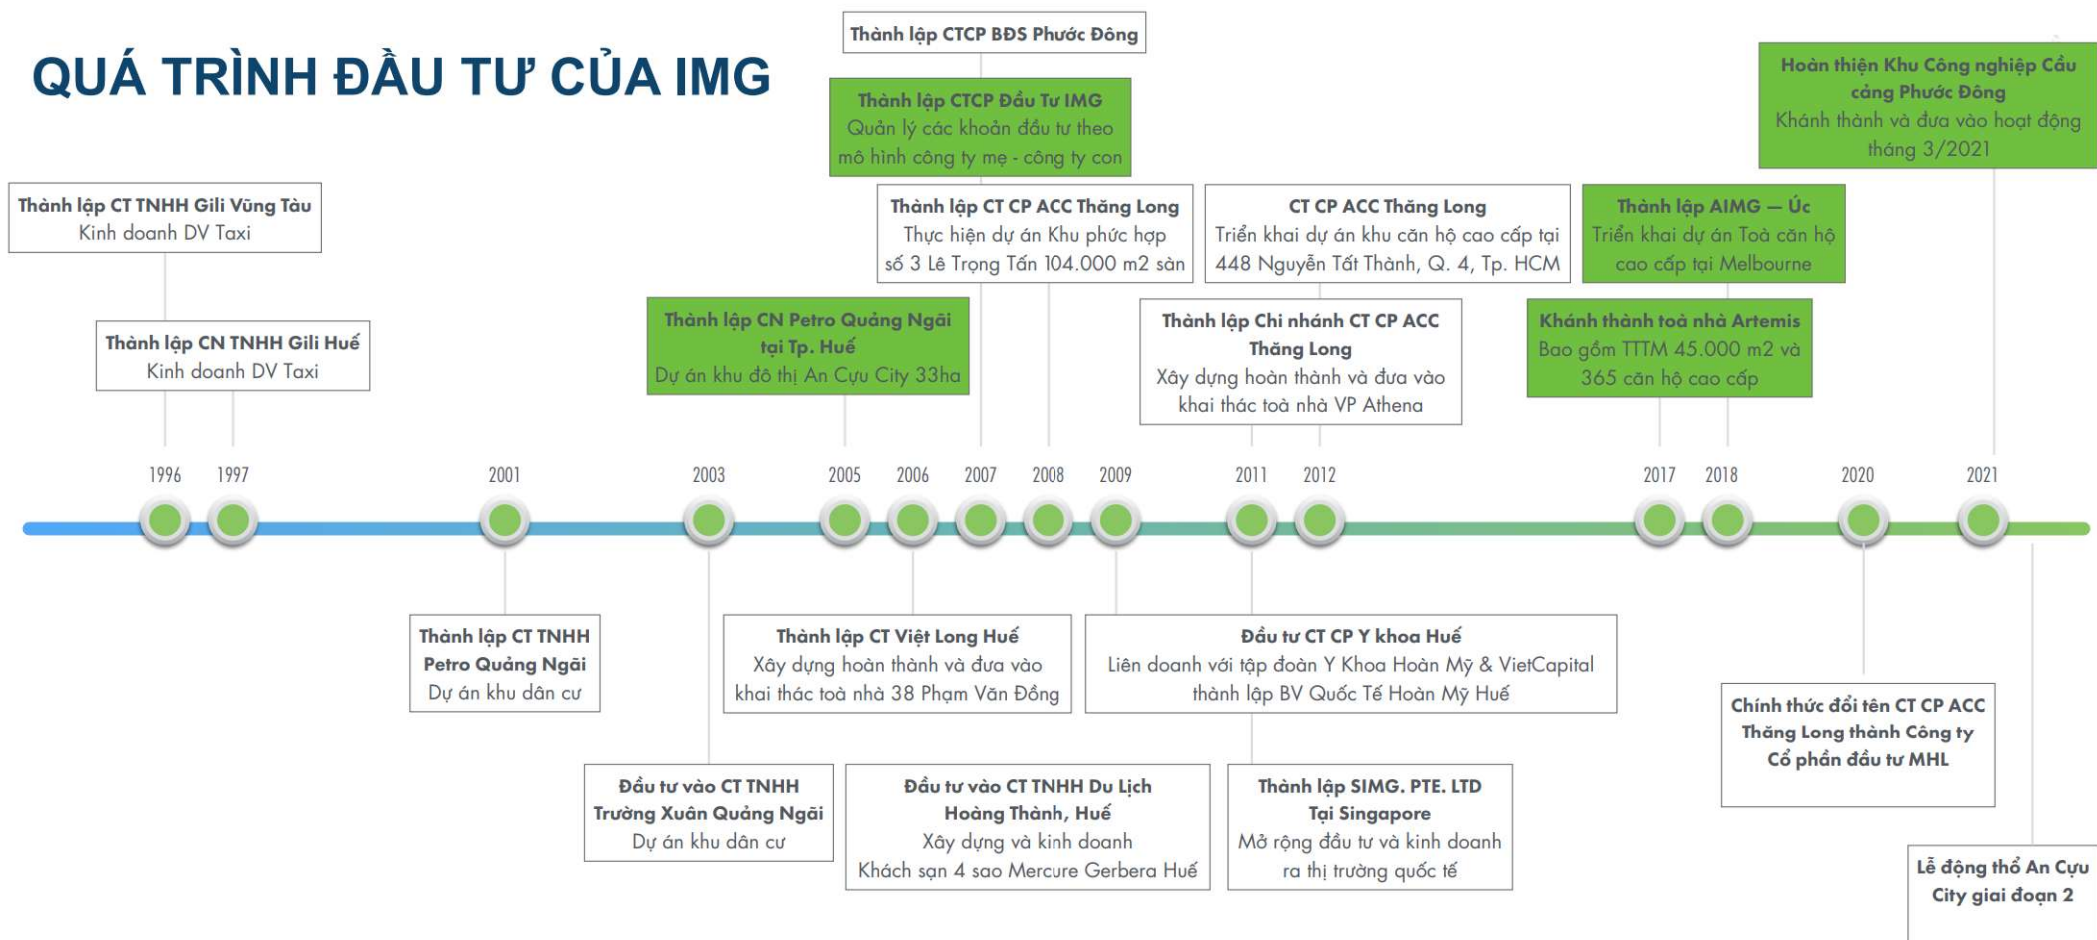 QUÁ TRÌNH ĐẦU TƯ CỦA IMG
Thành lập CTCP BĐS Phước Đông
Thành lập CTCP Đầu Tư IMG
Quản lý các khoản đầu tư theo
mô hình công ty mẹ - công ty con
Hoàn thiện Khu Công nghiệp Cầu
cảng Phước Đông
Khánh thành và đưa vào hoạt động
tháng 3/2021
Thành lập CT TNHH Gili Vũng Tàu
Kinh doanh DV Taxi
Thành lập CT CP ACC Thăng Long
Thực hiện dự án Khu phức hợp
số 3 Lê Trọng Tấn 104.000 m2 sàn
CT CP ACC Thăng Long
Triển khai dự án khu căn hộ cao cấp tại
448 Nguyễn Tất Thành, Q. 4, Tp. HCM
Thành lập AIMG — Úc
Triển khai dự án Toà căn hộ
cao cấp tại Melbourne
Thành lập CN TNHH Gili Huế
Kinh doanh DV Taxi
Thành lập CN Petro Quảng Ngãi
tại Tp. Huế
Dự án khu đô thị An Cựu City 33ha
Thành lập Chi nhánh CT CP ACC
Thăng Long
Xây dựng hoàn thành và đưa vào
khai thác toà nhà VP Athena
Khánh thành toà nhà Artemis
Bao gồm TTTM 45.000 m2 và
365 căn hộ cao cấp
1996 1997 2001 2003 2005 2006 2007 2008 2009 2011 2012 2017 2018 2020 2021
Thành lập CT TNHH
Petro Quảng Ngãi
Dự án khu dân cư
Thành lập CT Việt Long Huế
Xây dựng hoàn thành và đưa vào
khai thác toà nhà 38 Phạm Văn Đồng
Đầu tư CT CP Y khoa Huế
Liên doanh với tập đoàn Y Khoa Hoàn Mỹ & VietCapital
thành lập BV Quốc Tế Hoàn Mỹ Huế
Chính thức đổi tên CT CP ACC
Thăng Long thành Công ty
Cổ phần đầu tư MHL
Đầu tư vào CT TNHH
Trường Xuân Quảng Ngãi
Dự án khu dân cư
Đầu tư vào CT TNHH Du Lịch
Hoàng Thành, Huế
Xây dựng và kinh doanh
Khách sạn 4 sao Mercure Gerbera Huế
Thành lập SIMG. PTE. LTD
Tại Singapore
Mở rộng đầu tư và kinh doanh
ra thị trường quốc tế
Lễ động thổ An Cựu
City giai đoạn 2